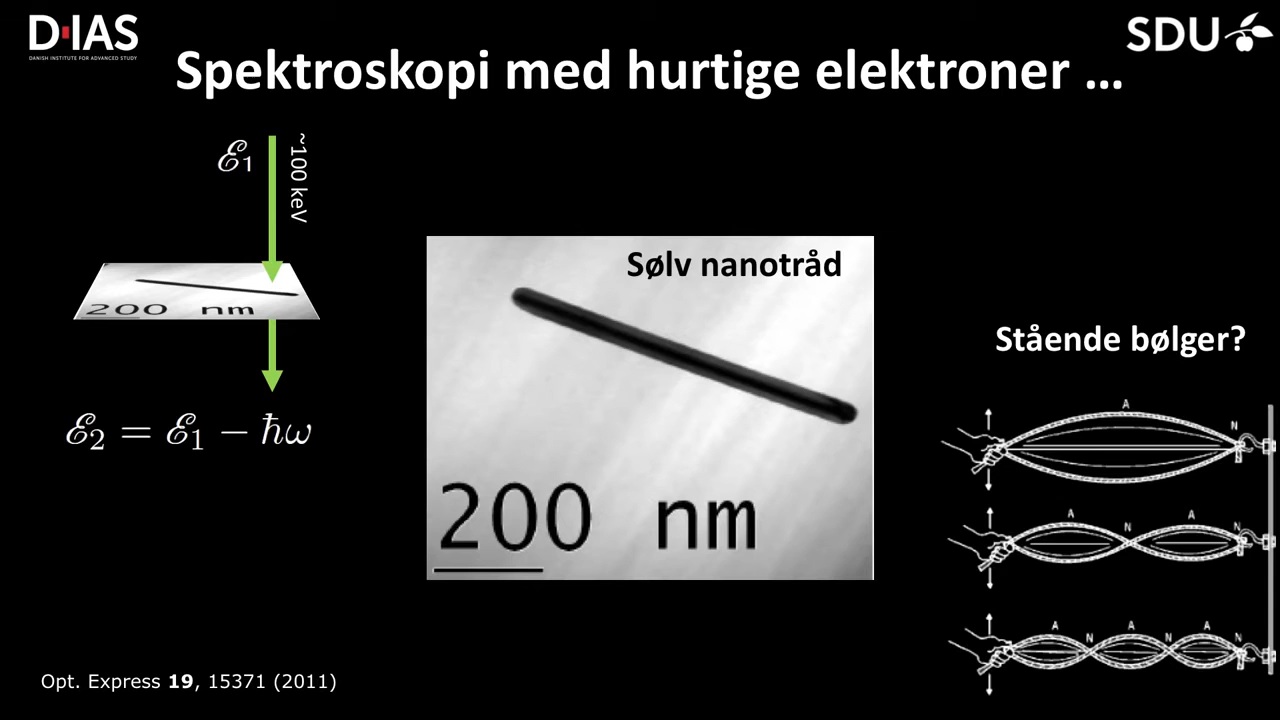 D·IAS
DANISH INSTITUTE FOR ADVANCED STUDY
SDU
Spektroskopi med hurtige elektroner ...
ℰ₁
~100 keV
200 nm
ℰ₂ = ℰ₁ − ħω
Sølv nanotråd
200 nm
Stående bølger?
A
N
A
N
A
N
A
N
A
N
A
N
Opt. Express 19, 15371 (2011)